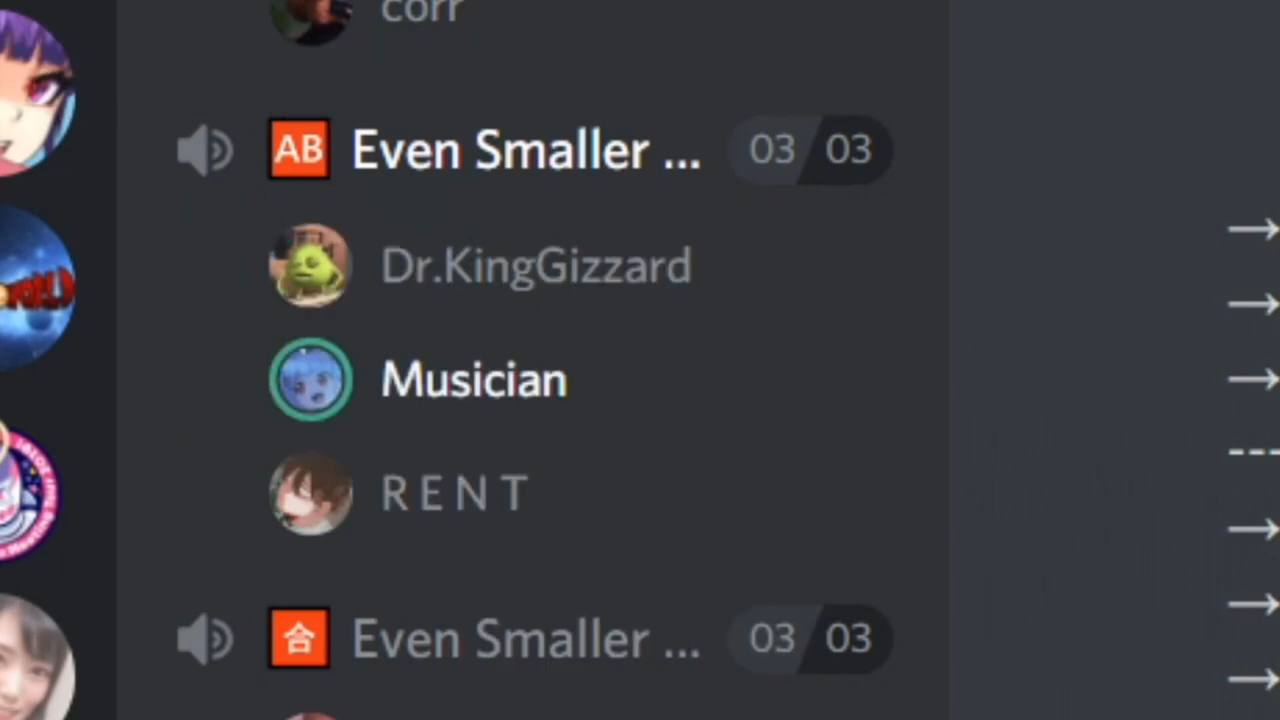 corr
AB Even Smaller ... 03 03
Dr.KingGizzard
Musician
R E N T
合 Even Smaller ... 03 03